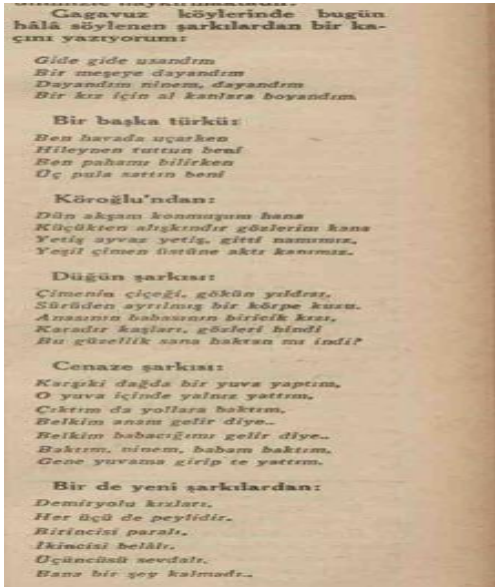 Gagavuz köylerinde bugün
hâlâ söylenen şarkılardan bir ka-
çını yazıyorum:
Gide gide usandım
Bir meşeye dayandım
Dayandım ninem, dayandım
Bir kız için al kanlara boyandım
Bir başka türkü:
Ben havada uçarken
Hileynen tuttun beni
Ben pahamı bilirken
Üç pula sattın beni
Köroğlu'ndan:
Dün akşam konmuşum hana
Küçükten alışkındır gözlerim kana
Yetiş ayvaz yetiş, gitti namımız,
Yeşil çimen üstüne aktı kanımız.
Düğün şarkısı:
Çimenin çiçeği, gökün yıldızı,
Sürüden ayrılmış bir körpe kuzu.
Anasının babasının biricik kızı,
Karadır kaşları, gözleri hindi
Bu güzellik sana haktan mı indi?
Cenaze şarkısı:
Karşıki dağda bir yuva yaptım,
O yuva içinde yalnız yattım,
Çıktım da yollara baktım,
Belkim anam gelir diye..
Belkim babacığım gelir diye..
Baktım, ninem, babam baktım,
Gene yuvama girip te yattım.
Bir de yeni şarkılardan:
Demiryolu kızları,
Her üçü de peylidir.
Birincisi paralı,
İkincisi belâlı,
Üçüncüsü sevdalı,
Bana bir şey kalmadı..